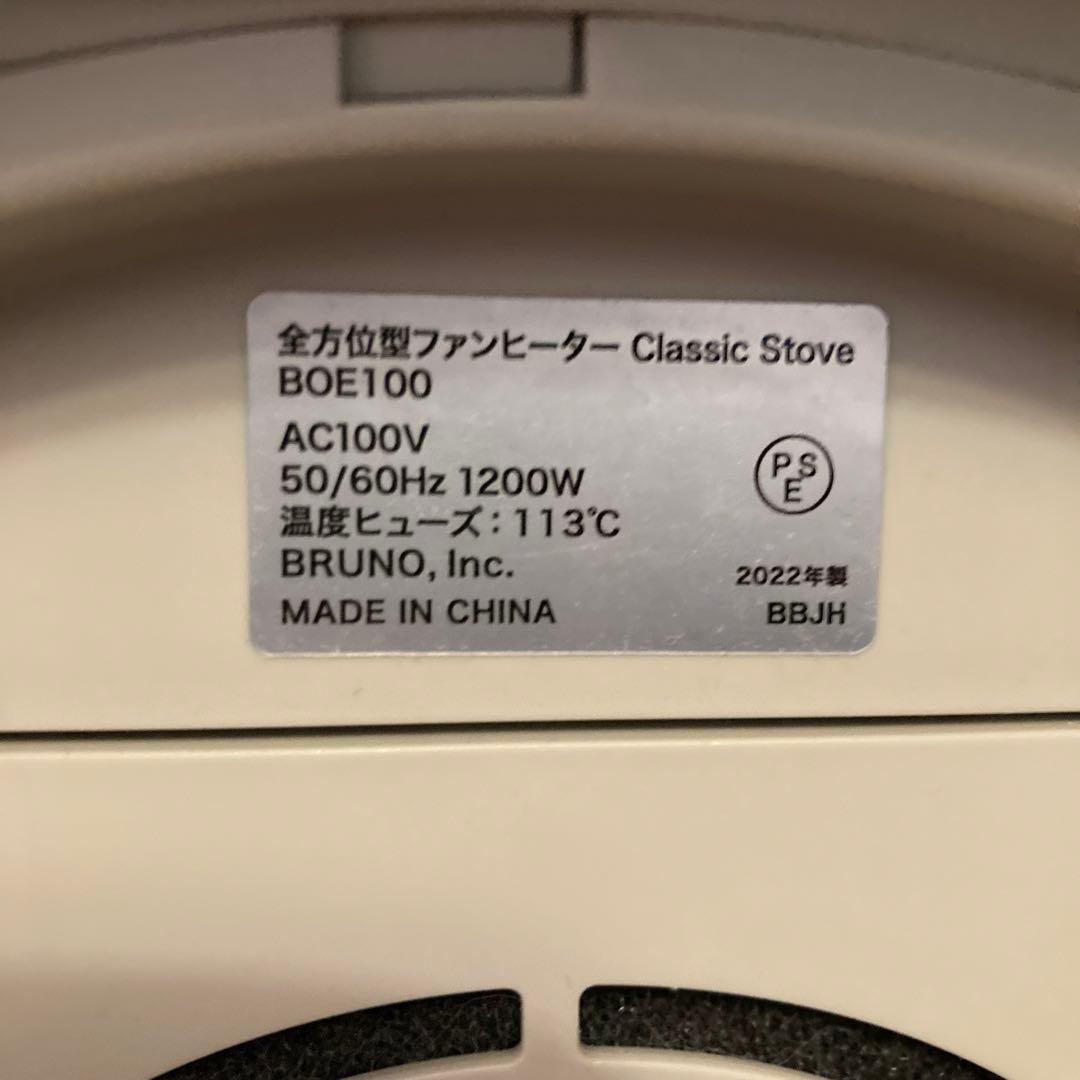 全方位型ファンヒーター Classic Stove
BOE100
AC100V
50/60Hz 1200W
PSE
温度ヒューズ：113℃
BRUNO, Inc.
2022年製
MADE IN CHINA
BBJH